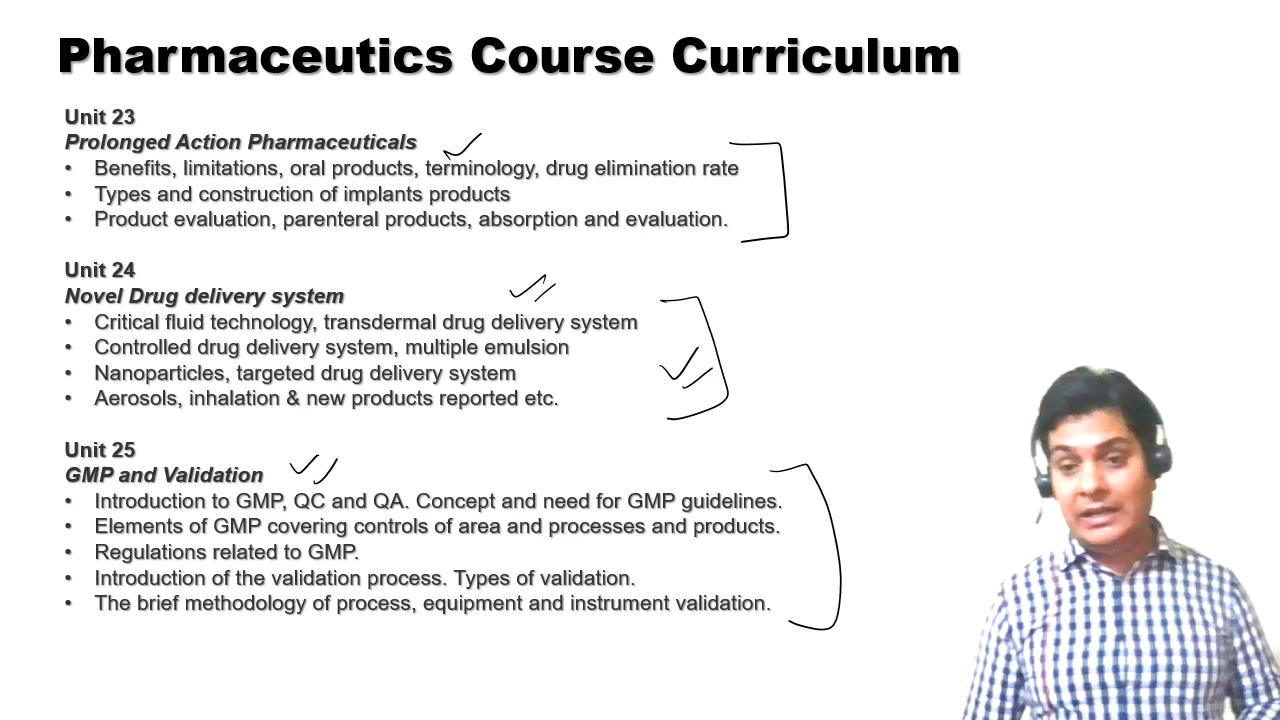 Pharmaceutics Course Curriculum
Unit 23
Prolonged Action Pharmaceuticals
• Benefits, limitations, oral products, terminology, drug elimination rate
• Types and construction of implants products
• Product evaluation, parenteral products, absorption and evaluation.
Unit 24
Novel Drug delivery system
• Critical fluid technology, transdermal drug delivery system
• Controlled drug delivery system, multiple emulsion
• Nanoparticles, targeted drug delivery system
• Aerosols, inhalation & new products reported etc.
Unit 25
GMP and Validation
• Introduction to GMP, QC and QA. Concept and need for GMP guidelines.
• Elements of GMP covering controls of area and processes and products.
• Regulations related to GMP.
• Introduction of the validation process. Types of validation.
• The brief methodology of process, equipment and instrument validation.